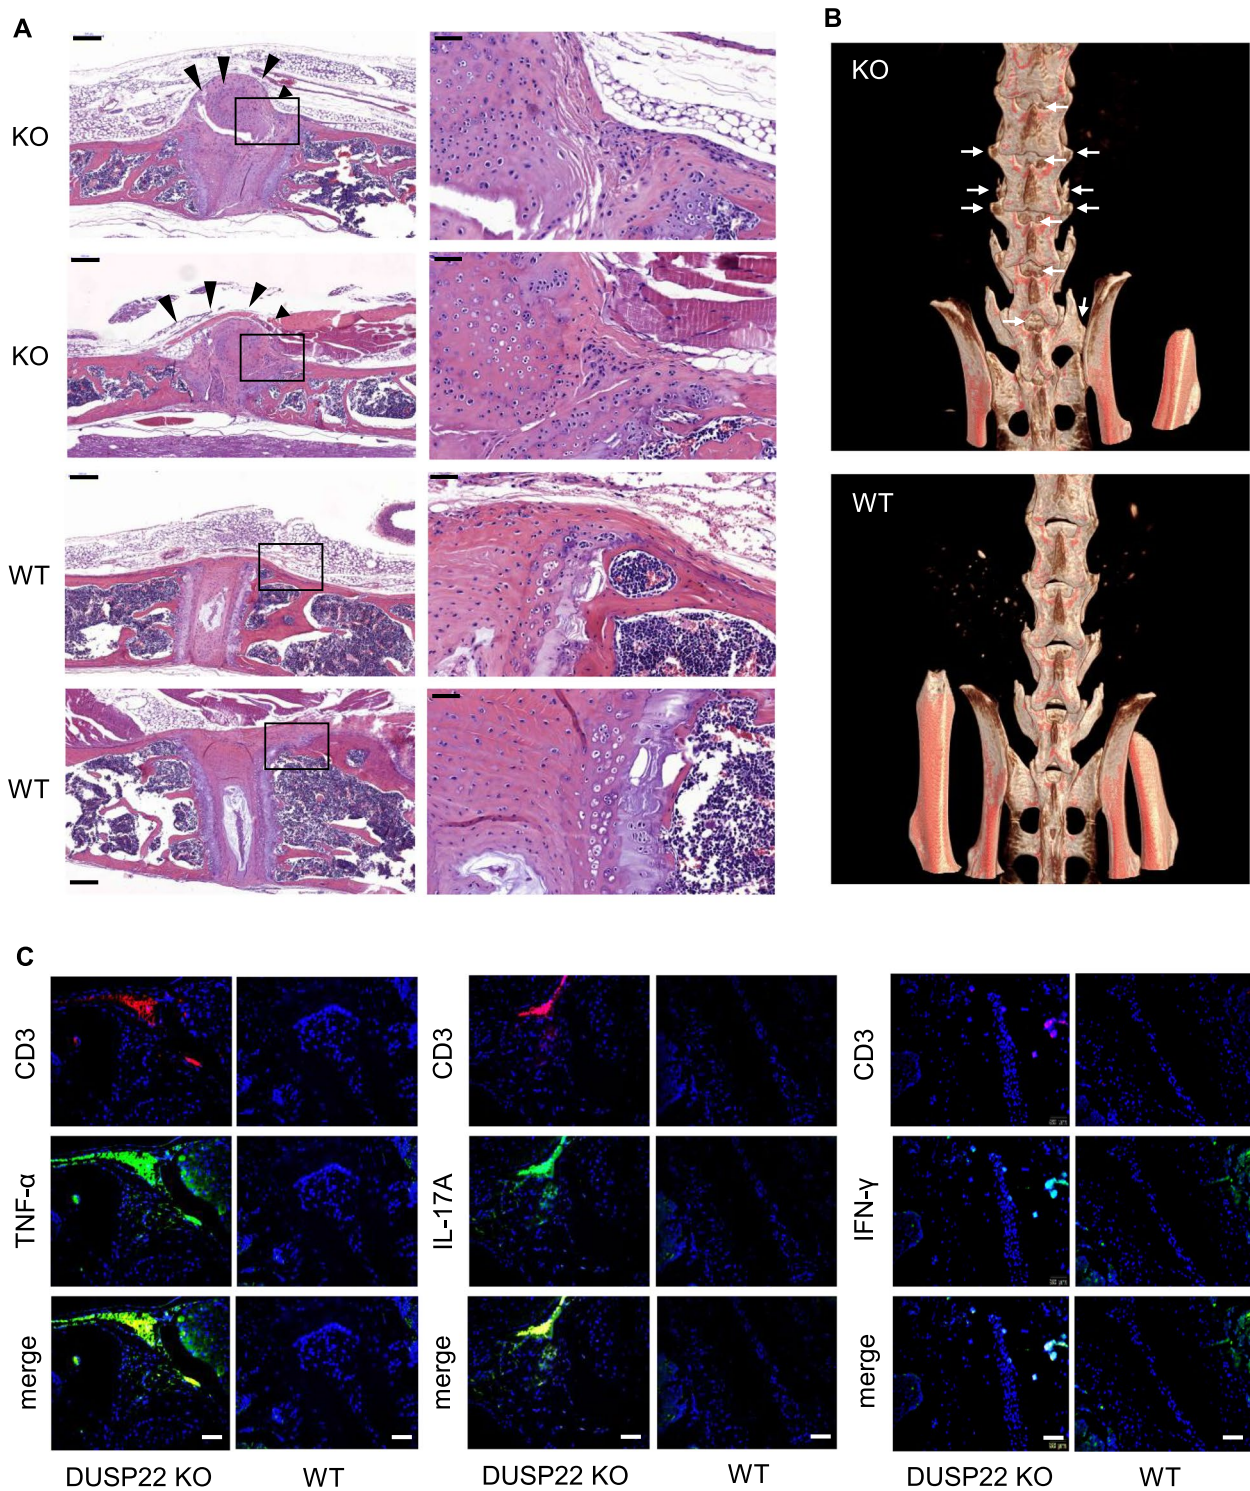 A
B
KO
KO
KO
WT
WT
WT
C
CD3
CD3
CD3
TNF-α
IL-17A
IFN-γ
merge
merge
merge
DUSP22 KO
WT
DUSP22 KO
WT
DUSP22 KO
WT